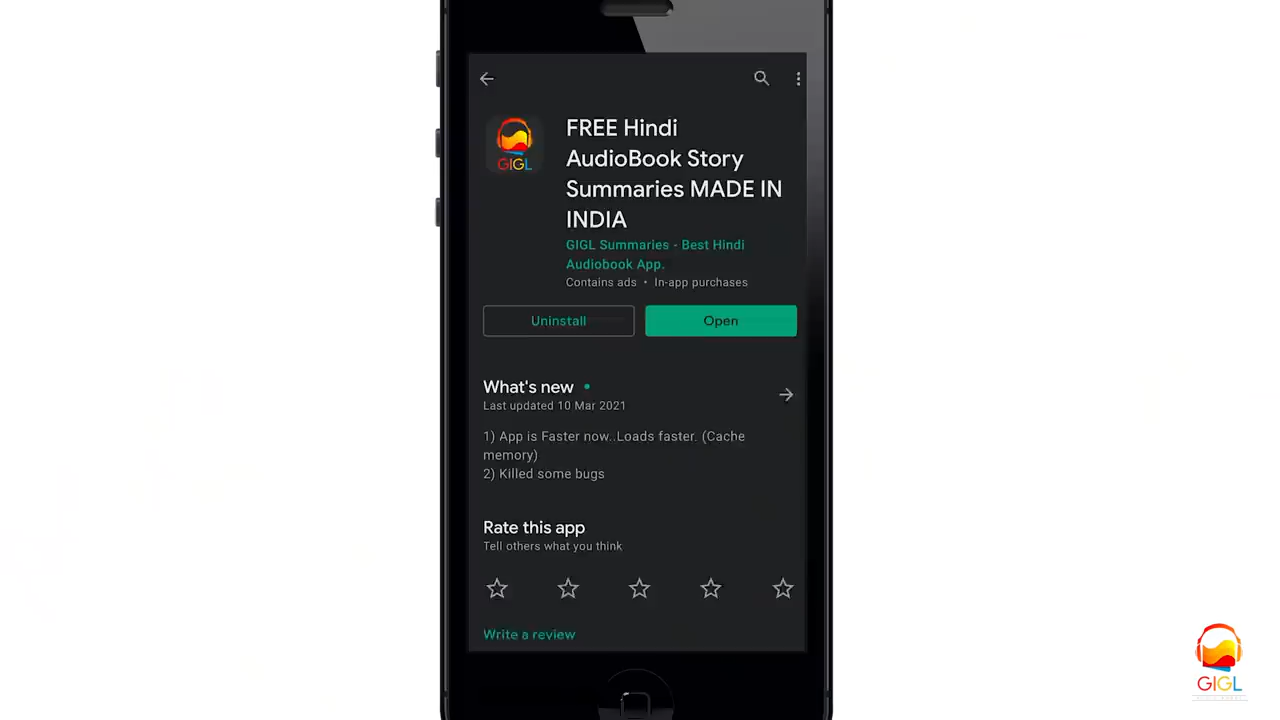 FREE Hindi
AudioBook Story
Summaries MADE IN
INDIA
GIGL
GIGL Summaries - Best Hindi
Audiobook App.
Contains ads • In-app purchases
Uninstall
Open
What's new •
Last updated 10 Mar 2021
1) App is Faster now..Loads faster. (Cache
memory)
2) Killed some bugs
Rate this app
Tell others what you think
Write a review
GIGL